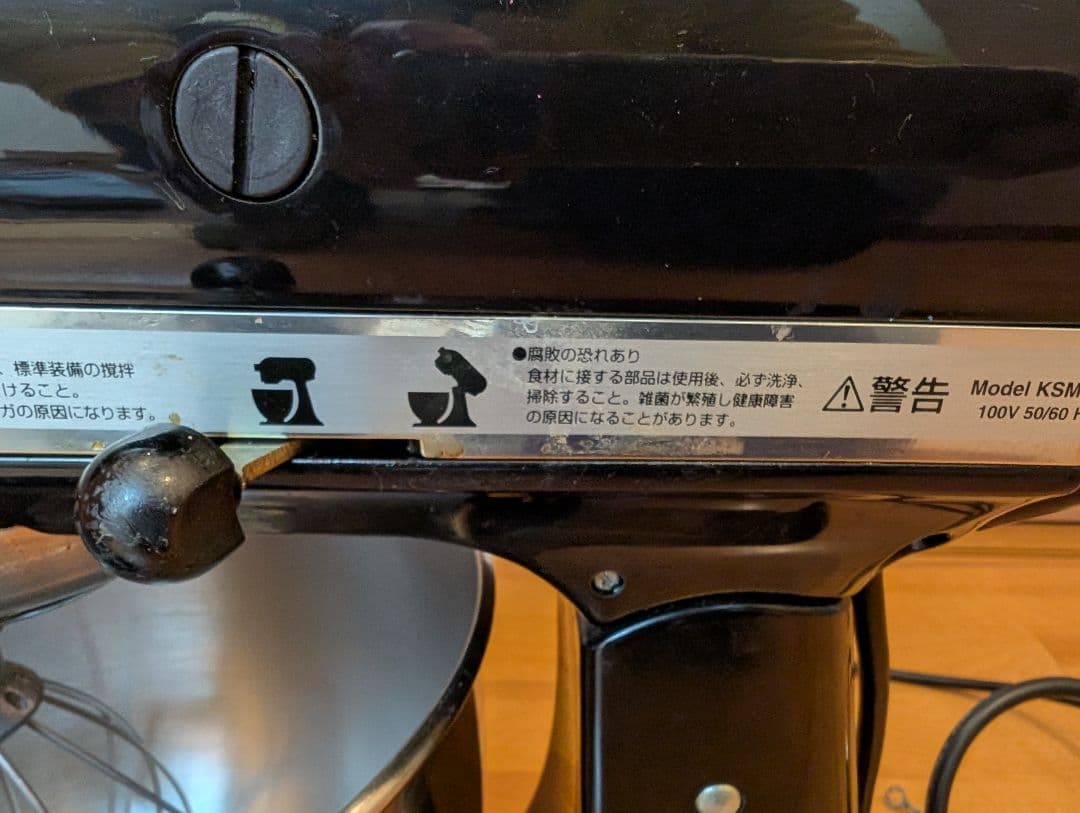 、標準装備の撹拌
けること。
ガの原因になります。
●腐敗の恐れあり
食材に接する部品は使用後、必ず洗浄、
掃除すること。雑菌が繁殖し健康障害
の原因になることがあります。
⚠警告
Model KSM
100V 50/60 H